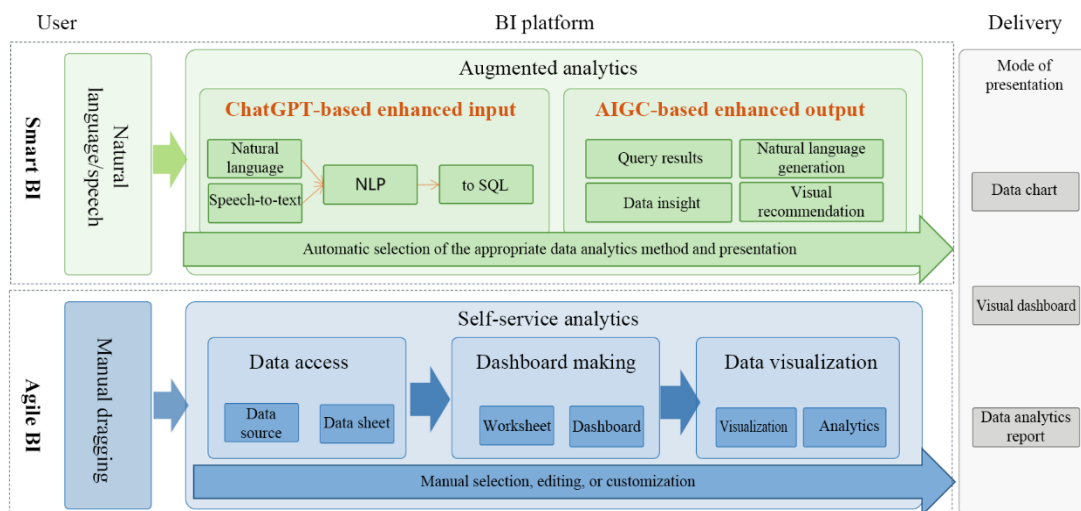 User
BI platform
Delivery
Smart BI
Natural
language/speech
Augmented analytics
ChatGPT-based enhanced input
Natural
language
Speech-to-text
NLP
to SQL
AIGC-based enhanced output
Query results
Natural language
generation
Data insight
Visual
recommendation
Automatic selection of the appropriate data analytics method and presentation
Agile BI
Manual dragging
Self-service analytics
Data access
Data
source
Data sheet
Dashboard making
Worksheet
Dashboard
Data visualization
Visualization
Analytics
Manual selection, editing, or customization
Mode of
presentation
Data chart
Visual dashboard
Data analytics
report